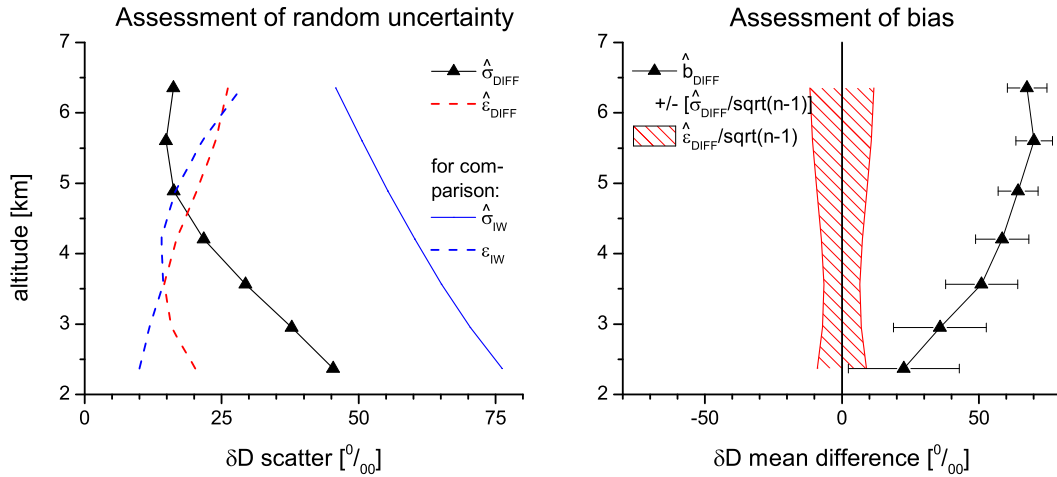 Assessment of random uncertainty
7
6
5
4
3
2
altitude [km]
σ̂DIFF
ε̂DIFF
for com-
parison:
σ̂IW
εIW
0
25
50
75
δD scatter [⁰/₀₀]
Assessment of bias
7
6
5
4
3
2
b̂DIFF
+/- [σ̂DIFF/sqrt(n-1)]
ε̂DIFF/sqrt(n-1)
-50
0
50
δD mean difference [⁰/₀₀]